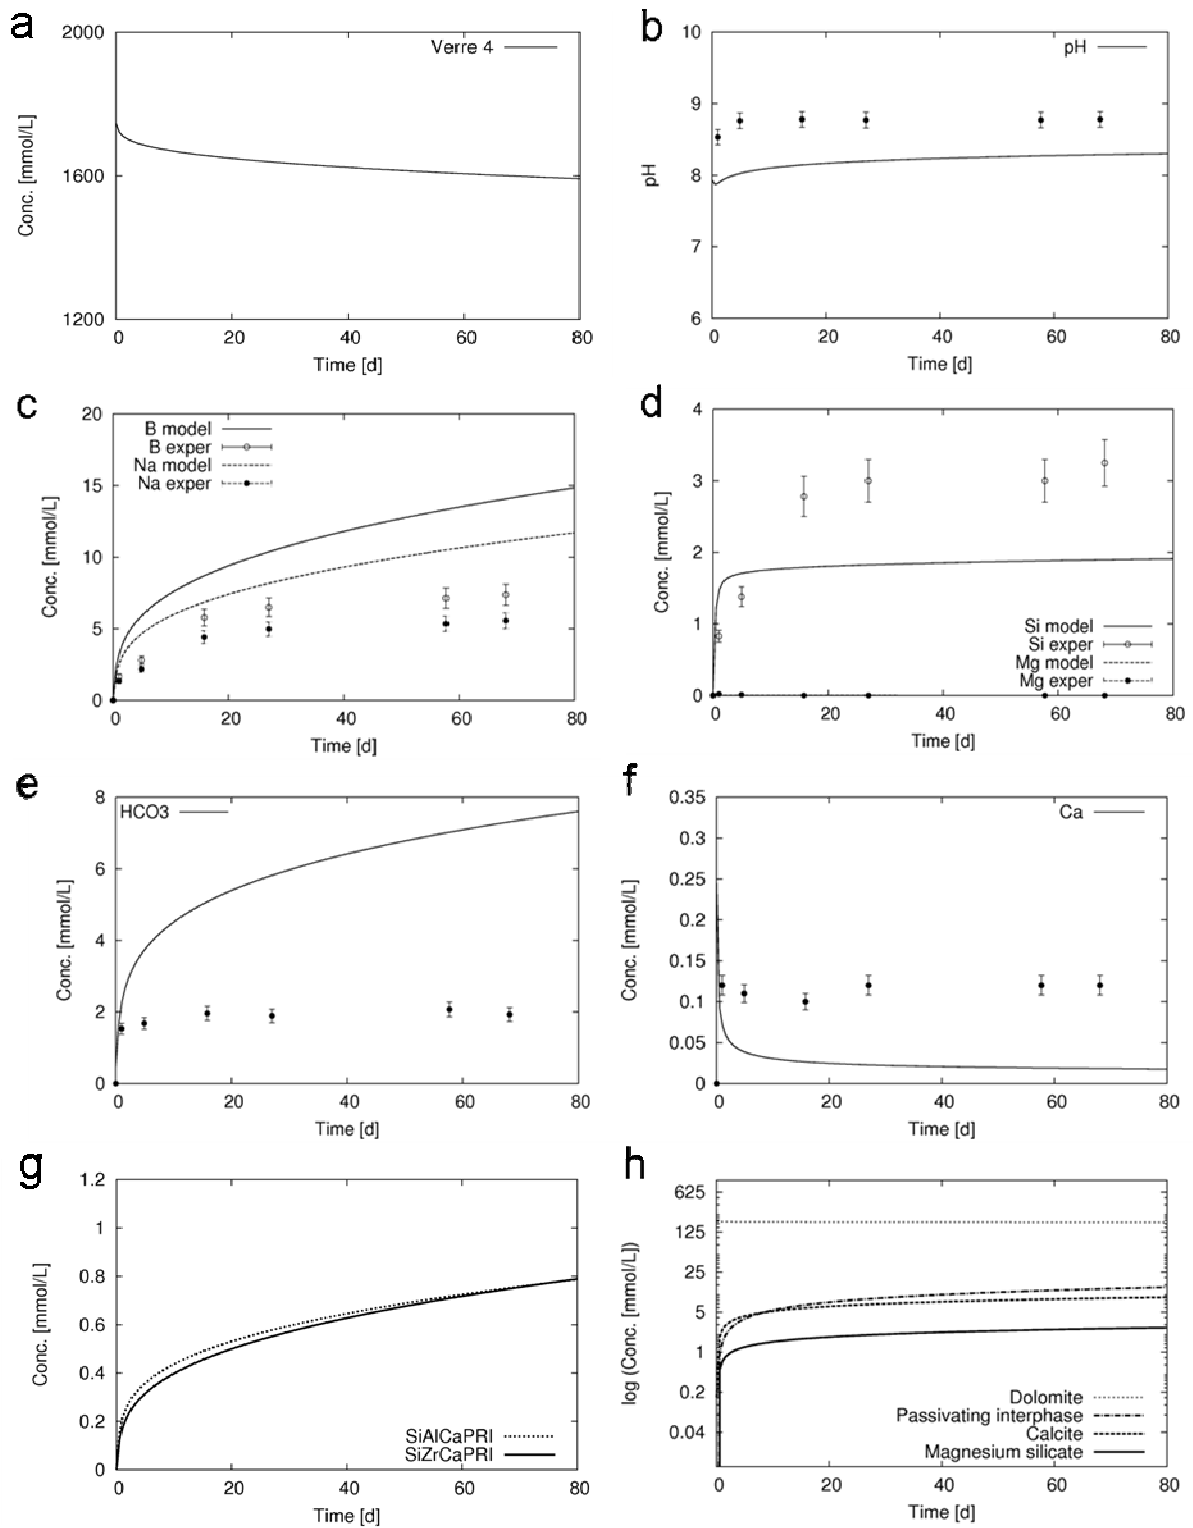 a
2000
1600
1200
Conc. [mmol/L]
Verre 4
0 20 40 60 80
Time [d]
b
10
9
8
7
6
pH
pH
0 20 40 60 80
Time [d]
c
20
15
10
5
0
Conc. [mmol/L]
B model
B exper
Na model
Na exper
0 20 40 60 80
Time [d]
d
4
3
2
1
0
Conc. [mmol/L]
Si model
Si exper
Mg model
Mg exper
0 20 40 60 80
Time [d]
e
8
6
4
2
0
Conc. [mmol/L]
HCO3
0 20 40 60 80
Time [d]
f
0.35
0.3
0.25
0.2
0.15
0.1
0.05
0
Conc. [mmol/L]
Ca
0 20 40 60 80
Time [d]
g
1.2
1
0.8
0.6
0.4
0.2
0
Conc. [mmol/L]
SiAlCaPRI
SiZrCaPRI
0 20 40 60 80
Time [d]
h
625
125
25
5
1
0.2
0.04
log (Conc. [mmol/L])
Dolomite
Passivating interphase
Calcite
Magnesium silicate
0 20 40 60 80
Time [d]